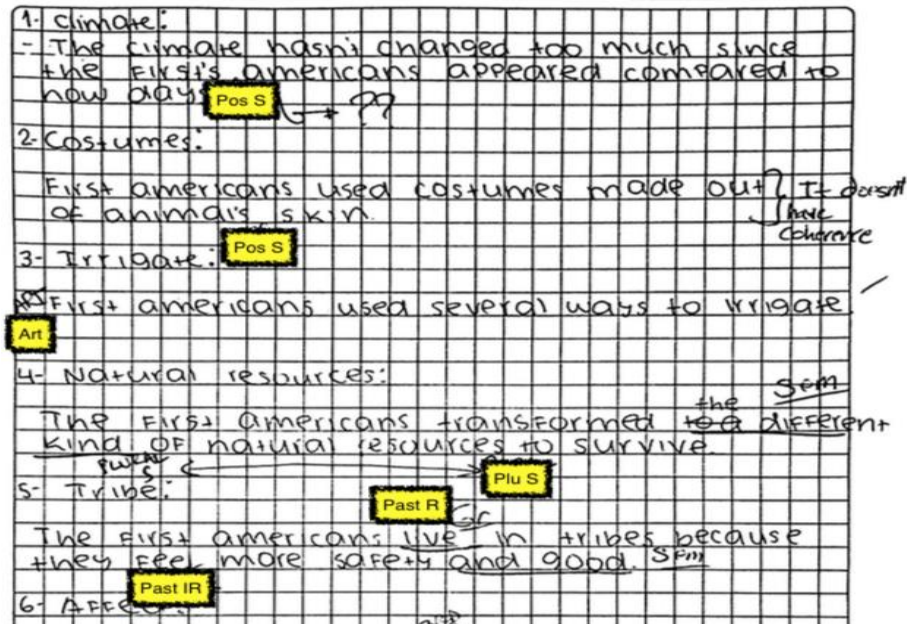 1- Climate:
- The climate hasn't changed too much since
the First's americans appeared compared to
now days
Pos S
→ ??
2- Costumes:
First americans used costumes made out
of animal's skin.
It doesn't
have
coherence
Pos S
3- Irrigate:
ART First americans used several ways to irrigate.
Art
4- Natural resources:
SFM
the
The First americans transformed to a different
kind of natural resources to survive.
Plu S
5- Tribe:
Past R
Gr
The First americans live in tribes because
they Feel more safety and good. SFM
Past IR
6- Affect